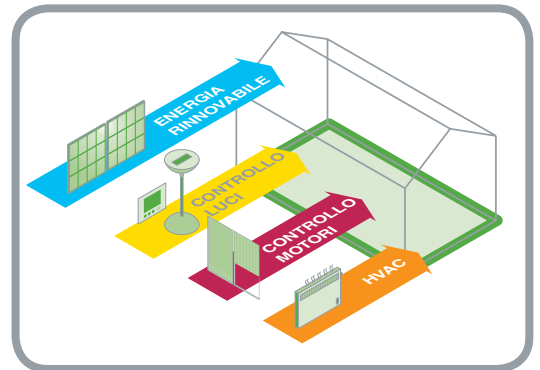 ENERGIA
RINNOVABILE
CONTROLLO
LUCI
CONTROLLO
MOTORI
HVAC